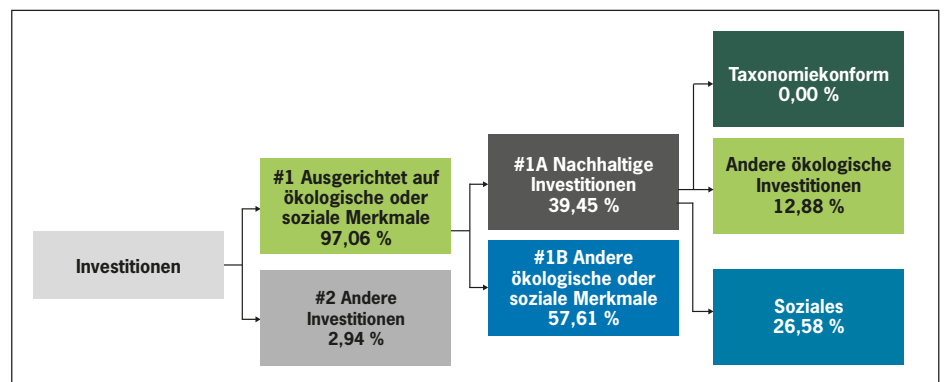 Investitionen
#1 Ausgerichtet auf
ökologische oder
soziale Merkmale
97,06 %
#2 Andere
Investitionen
2,94 %
#1A Nachhaltige
Investitionen
39,45 %
#1B Andere
ökologische oder
soziale Merkmale
57,61 %
Taxonomiekonform
0,00 %
Andere ökologische
Investitionen
12,88 %
Soziales
26,58 %